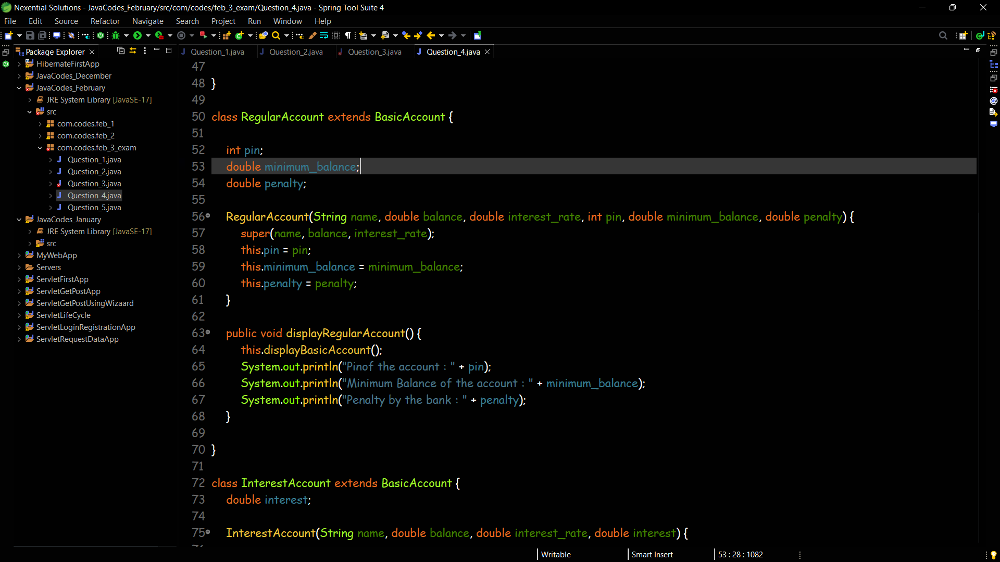 Nexential Solutions - JavaCodes_February/src/com/codes/feb_3_exam/Question_4.java - Spring Tool Suite 4
File Edit Source Refactor Navigate Search Project Run Window Help
Package Explorer
HibernateFirstApp
JavaCodes_December
JavaCodes_February
JRE System Library [JavaSE-17]
src
com.codes.feb_1
com.codes.feb_2
com.codes.feb_3_exam
Question_1.java
Question_2.java
Question_3.java
Question_4.java
Question_5.java
JavaCodes_January
JRE System Library [JavaSE-17]
src
MyWebApp
Servers
ServletFirstApp
ServletGetPostApp
ServletGetPostUsingWizaard
ServletLifeCycle
ServletLoginRegistrationApp
ServletRequestDataApp
Question_1.java Question_2.java Question_3.java Question_4.java
47
48 }
49
50 class RegularAccount extends BasicAccount {
51
52 int pin;
53 double minimum_balance;
54 double penalty;
55
56 RegularAccount(String name, double balance, double interest_rate, int pin, double minimum_balance, double penalty) {
57 super(name, balance, interest_rate);
58 this.pin = pin;
59 this.minimum_balance = minimum_balance;
60 this.penalty = penalty;
61 }
62
63 public void displayRegularAccount() {
64 this.displayBasicAccount();
65 System.out.println("Pinof the account : " + pin);
66 System.out.println("Minimum Balance of the account : " + minimum_balance);
67 System.out.println("Penalty by the bank : " + penalty);
68 }
69
70 }
71
72 class InterestAccount extends BasicAccount {
73 double interest;
74
75 InterestAccount(String name, double balance, double interest_rate, double interest) {
Writable Smart Insert 53 : 28 : 1082